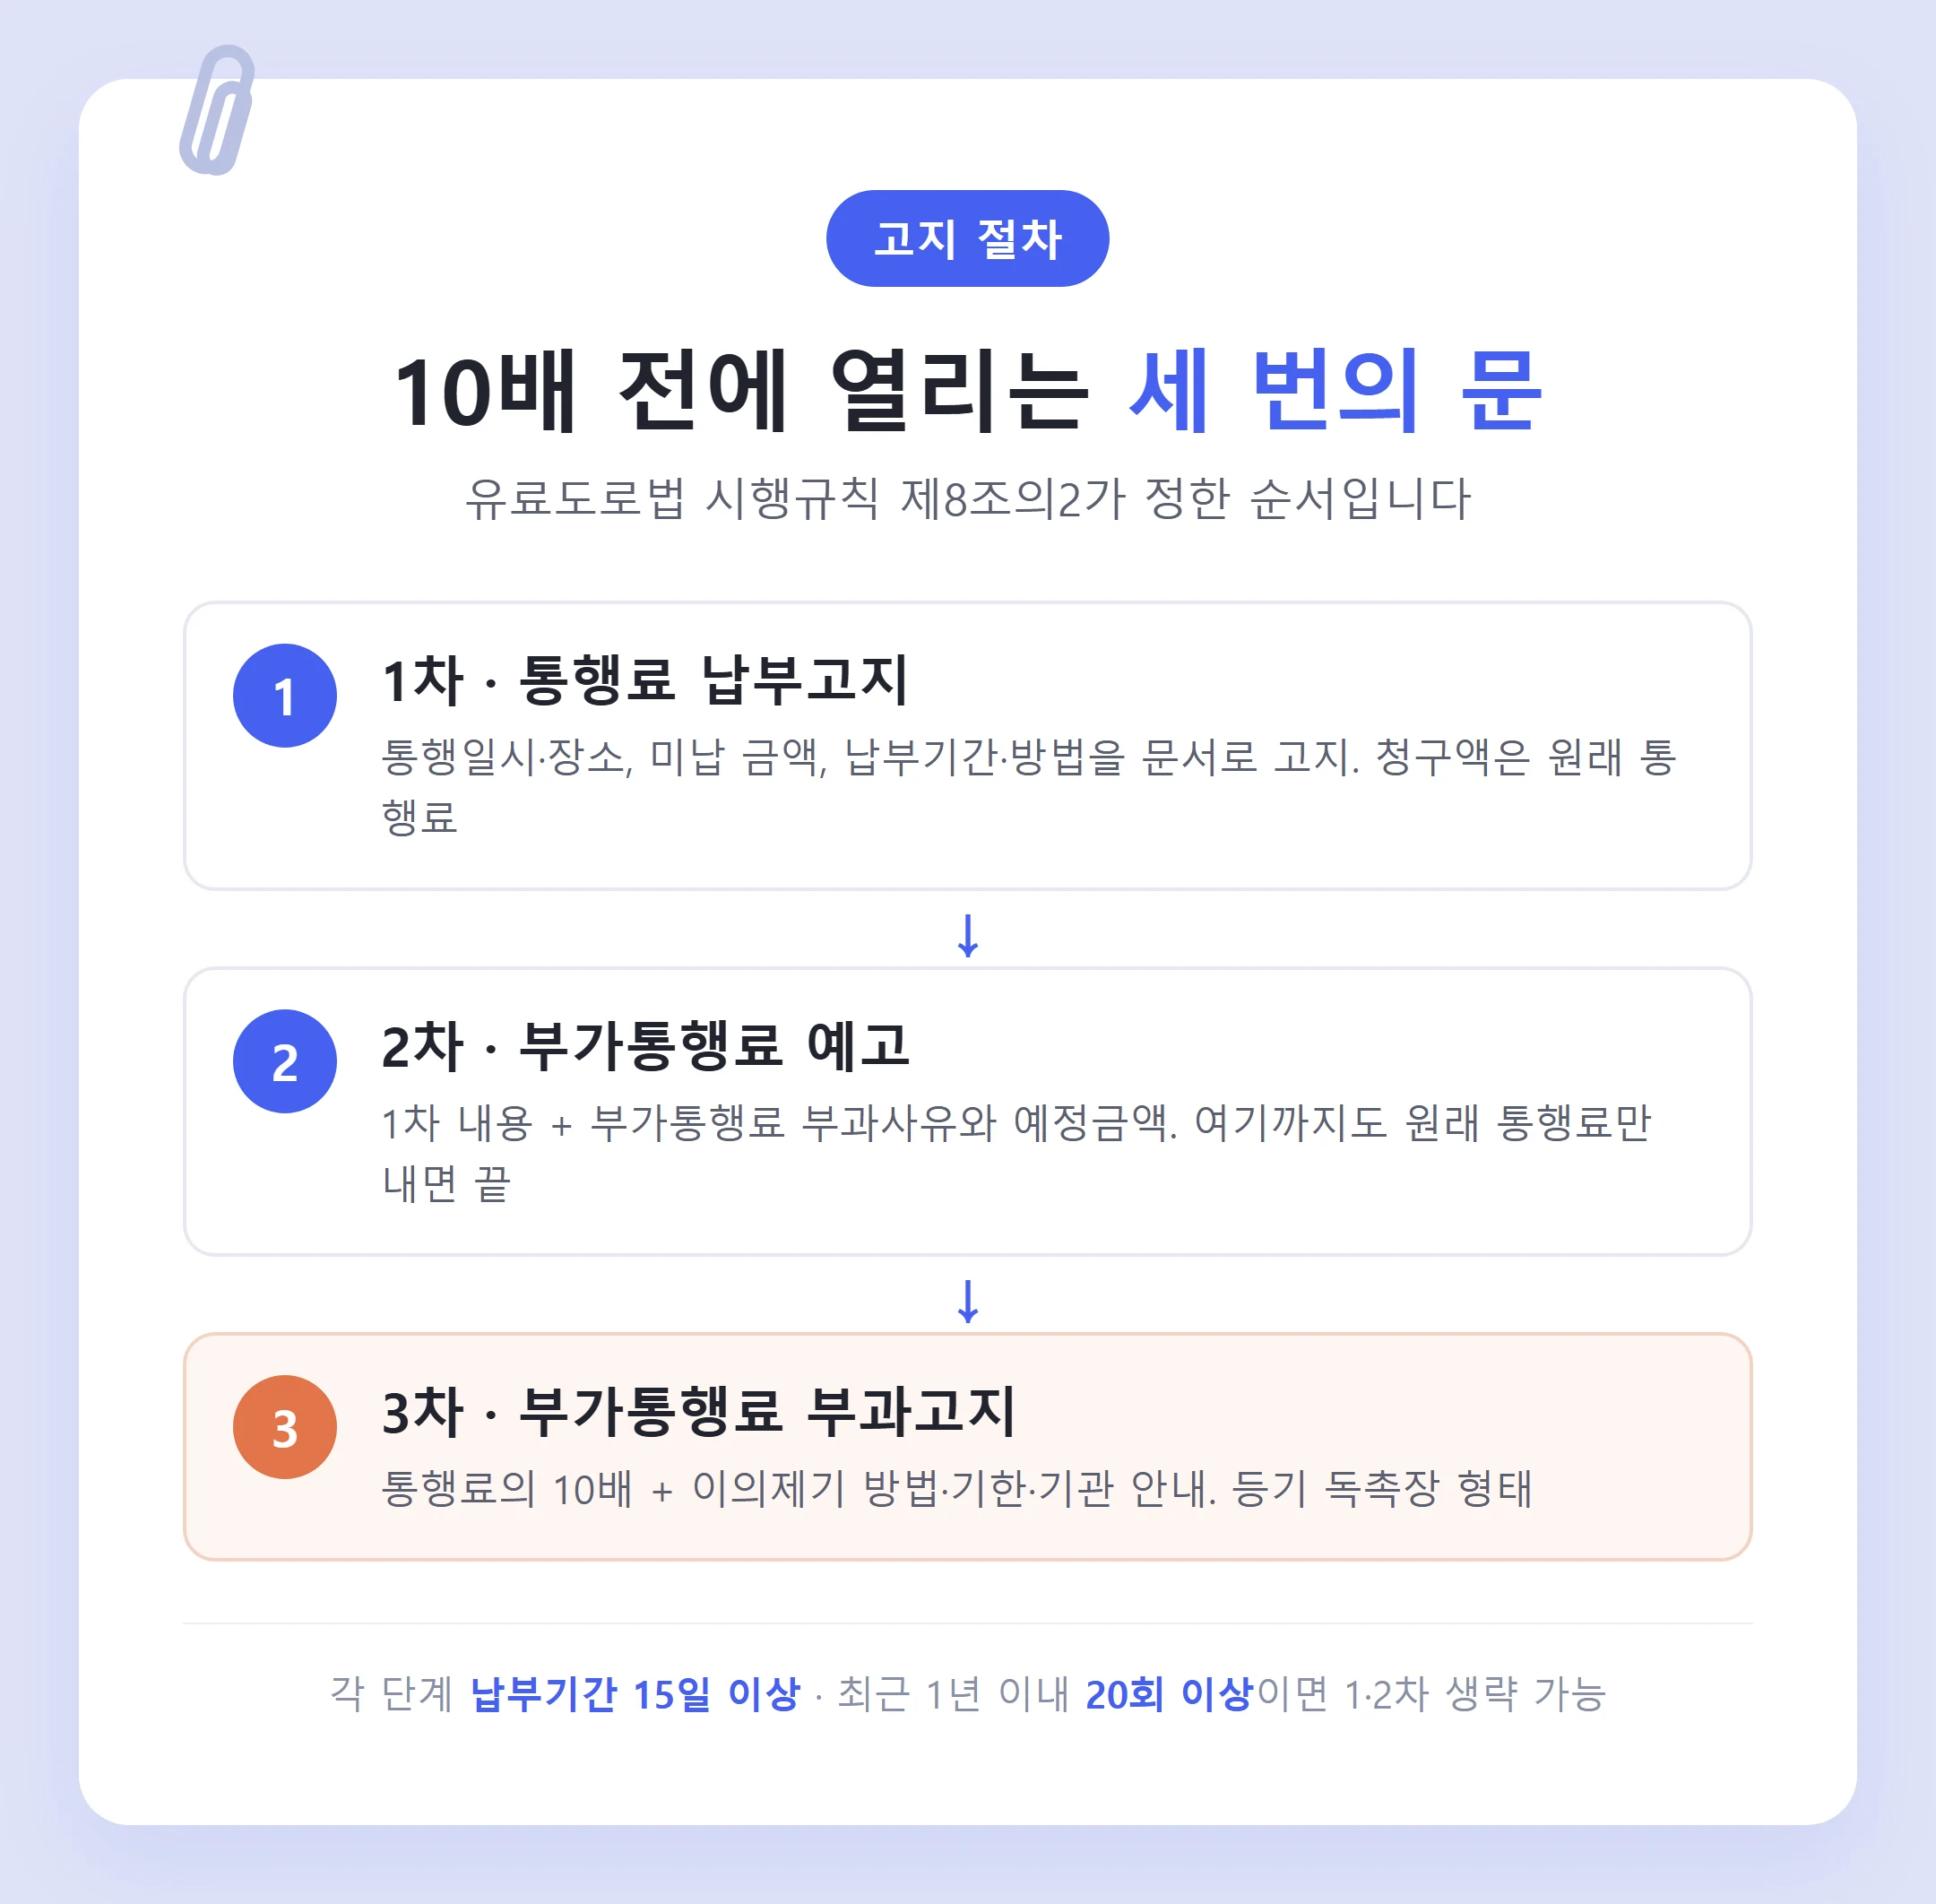 고지 절차
10배 전에 열리는 세 번의 문
유료도로법 시행규칙 제8조의2가 정한 순서입니다
1
1차 · 통행료 납부고지
통행일시·장소, 미납 금액, 납부기간·방법을 문서로 고지. 청구액은 원래 통
행료
↓
2
2차 · 부가통행료 예고
1차 내용 + 부가통행료 부과사유와 예정금액. 여기까지도 원래 통행료만
내면 끝
↓
3
3차 · 부가통행료 부과고지
통행료의 10배 + 이의제기 방법·기한·기관 안내. 등기 독촉장 형태
각 단계 납부기간 15일 이상 · 최근 1년 이내 20회 이상이면 1·2차 생략 가능